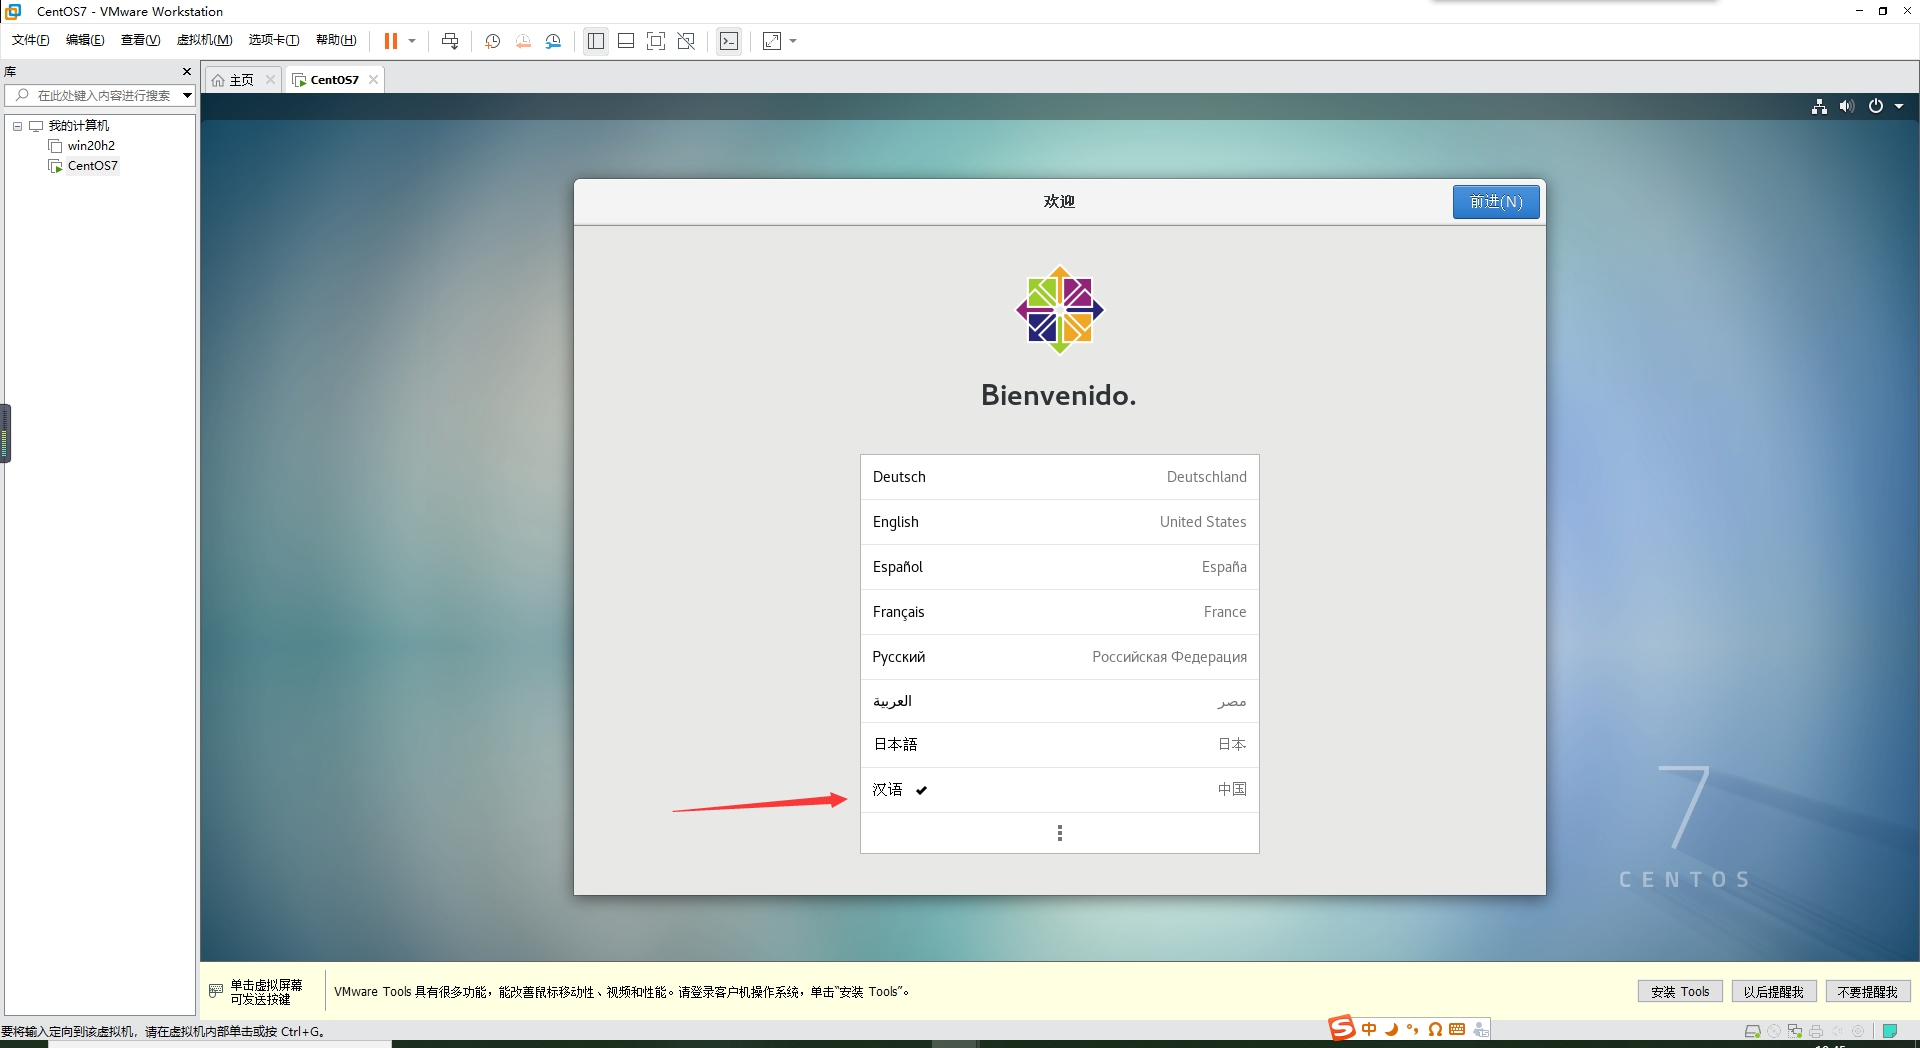 CentOS7 - VMware Workstation
文件(F) 编辑(E) 查看(V) 虚拟机(M) 选项卡(T) 帮助(H)
库
在此处键入内容进行搜索
我的计算机
win20h2
CentOS7
主页
CentOS7
欢迎
前进(N)
Bienvenido.
Deutsch Deutschland
English United States
Español España
Français France
Русский Российская Федерация
العربية مصر
日本語 日本
汉语 中国
7
CENTOS
单击虚拟屏幕
可发送按键
VMware Tools 具有很多功能，能改善鼠标移动性、视频和性能。请登录客户机操作系统，单击“安装 Tools”。
安装 Tools 以后提醒我 不要提醒我
要将输入定向到该虚拟机，请在虚拟机内部单击或按 Ctrl+G。
S 中